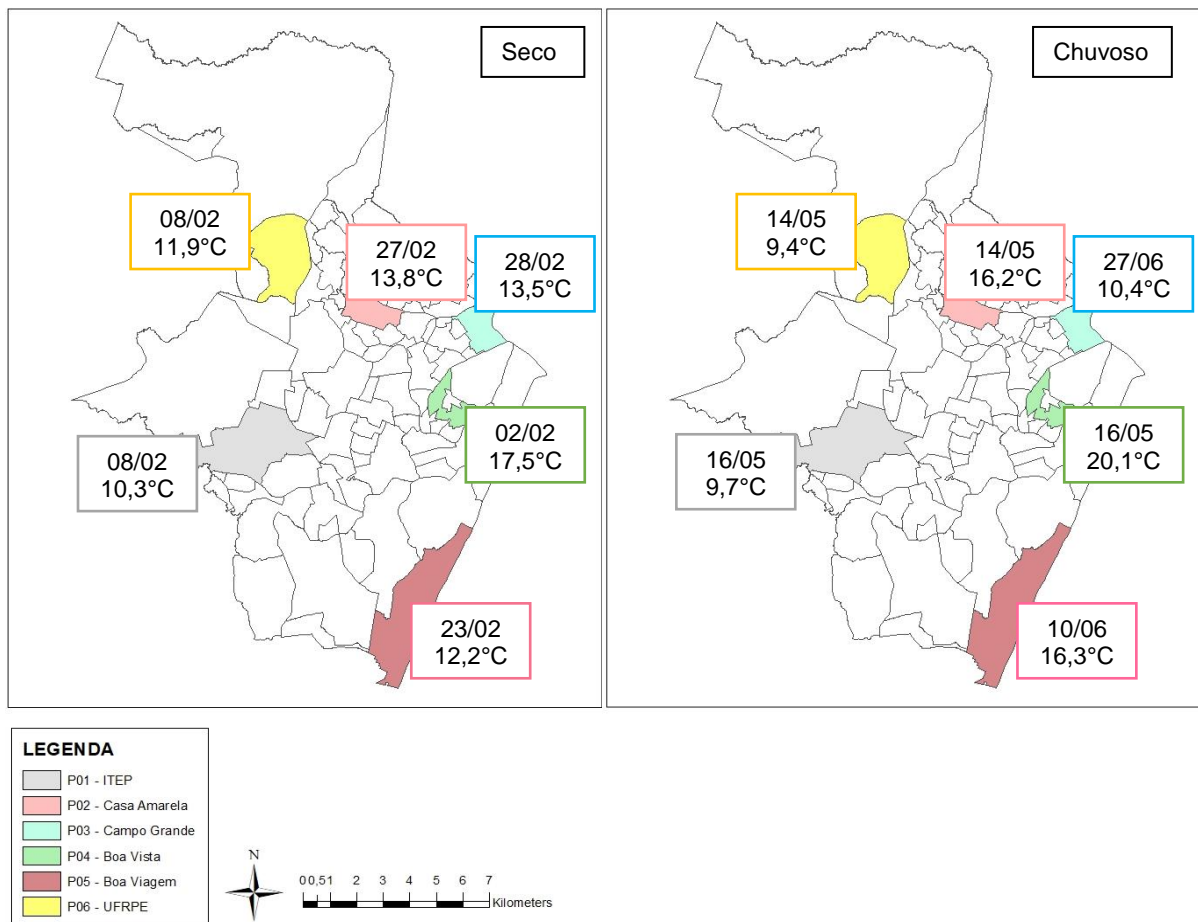 Seco
08/02
11,9°C
27/02
13,8°C
28/02
13,5°C
02/02
17,5°C
08/02
10,3°C
23/02
12,2°C
Chuvoso
14/05
9,4°C
14/05
16,2°C
27/06
10,4°C
16/05
20,1°C
16/05
9,7°C
10/06
16,3°C
LEGENDA
P01 - ITEP
P02 - Casa Amarela
P03 - Campo Grande
P04 - Boa Vista
P05 - Boa Viagem
P06 - UFRPE
N
0 0,5 1 2 3 4 5 6 7
Kilometers